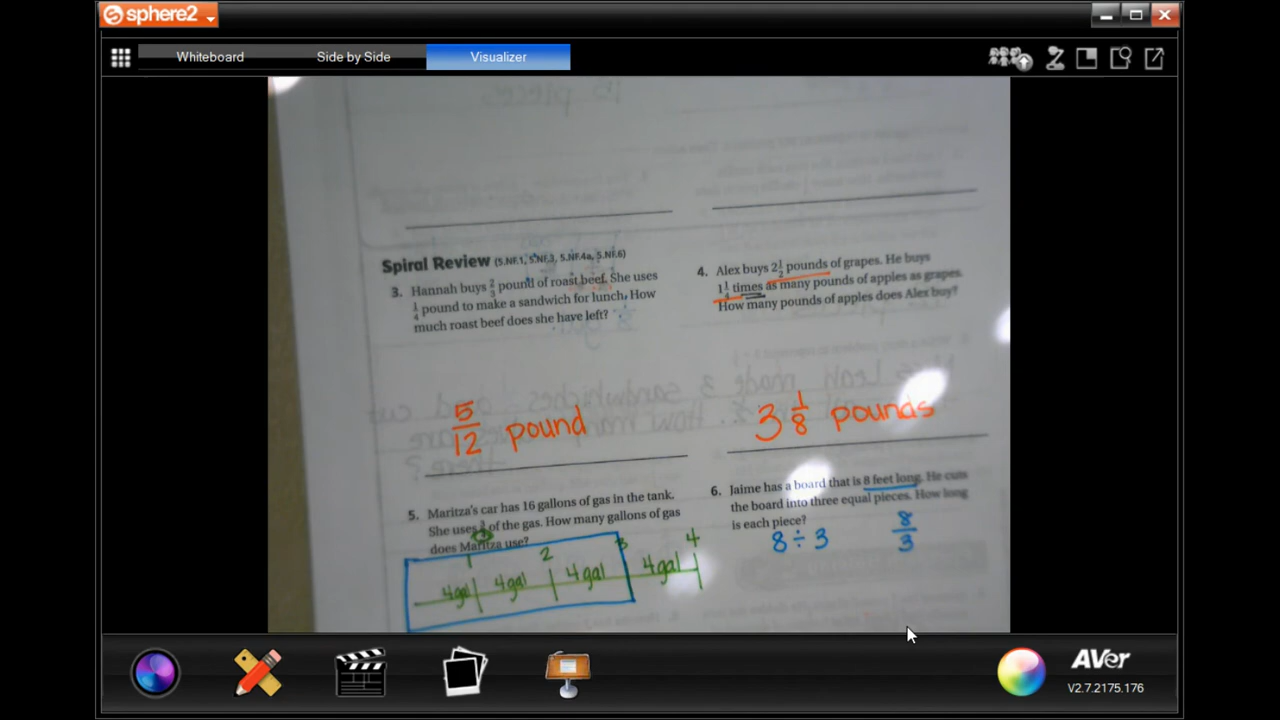 sphere2
Whiteboard
Side by Side
Visualizer
Spiral Review (5.NF.1, 5.NF.3, 5.NF.4a, 5.NF.6)
3. Hannah buys 2/3 pound of roast beef. She uses
1/4 pound to make a sandwich for lunch. How
much roast beef does she have left?
5/12 pound
4. Alex buys 2 1/2 pounds of grapes. He buys
1 1/4 times as many pounds of apples as grapes.
How many pounds of apples does Alex buy?
3 1/8 pounds
5. Maritza's car has 16 gallons of gas in the tank.
She uses 3/4 of the gas. How many gallons of gas
does Maritza use?
1 2 3 4
4gal 4gal 4gal 4gal
6. Jaime has a board that is 8 feet long. He cuts
the board into three equal pieces. How long
is each piece?
8 ÷ 3 8/3
AVer
V2.7.2175.176